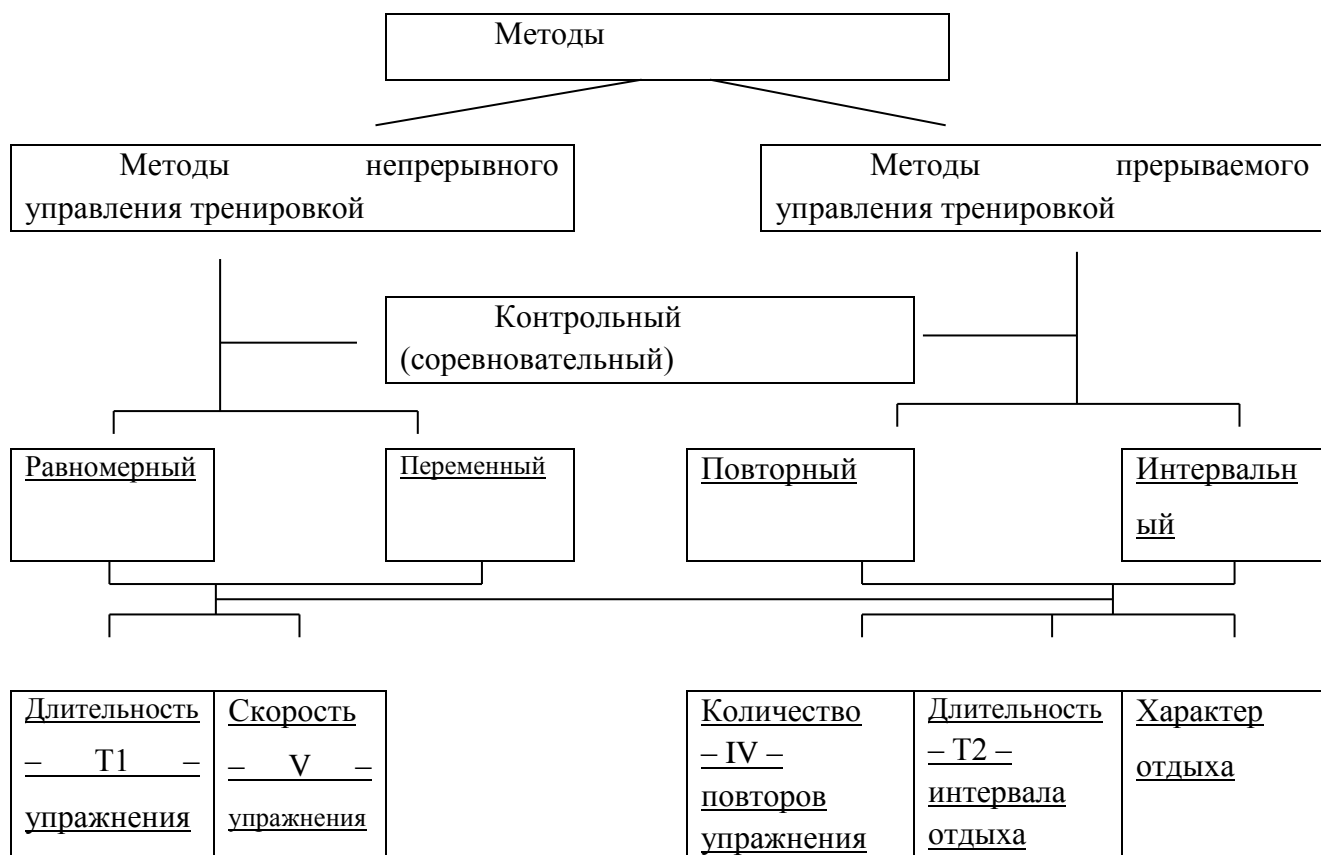 Методы
Методы непрерывного
управления тренировкой
Методы прерываемого
управления тренировкой
Контрольный
(соревновательный)
Равномерный
Переменный
Повторный
Интервальн
ый
Длительность
– Т1 –
упражнения
Скорость
– V –
упражнения
Количество
– IV –
повторов
упражнения
Длительность
– Т2 –
интервала
отдыха
Характер
отдыха